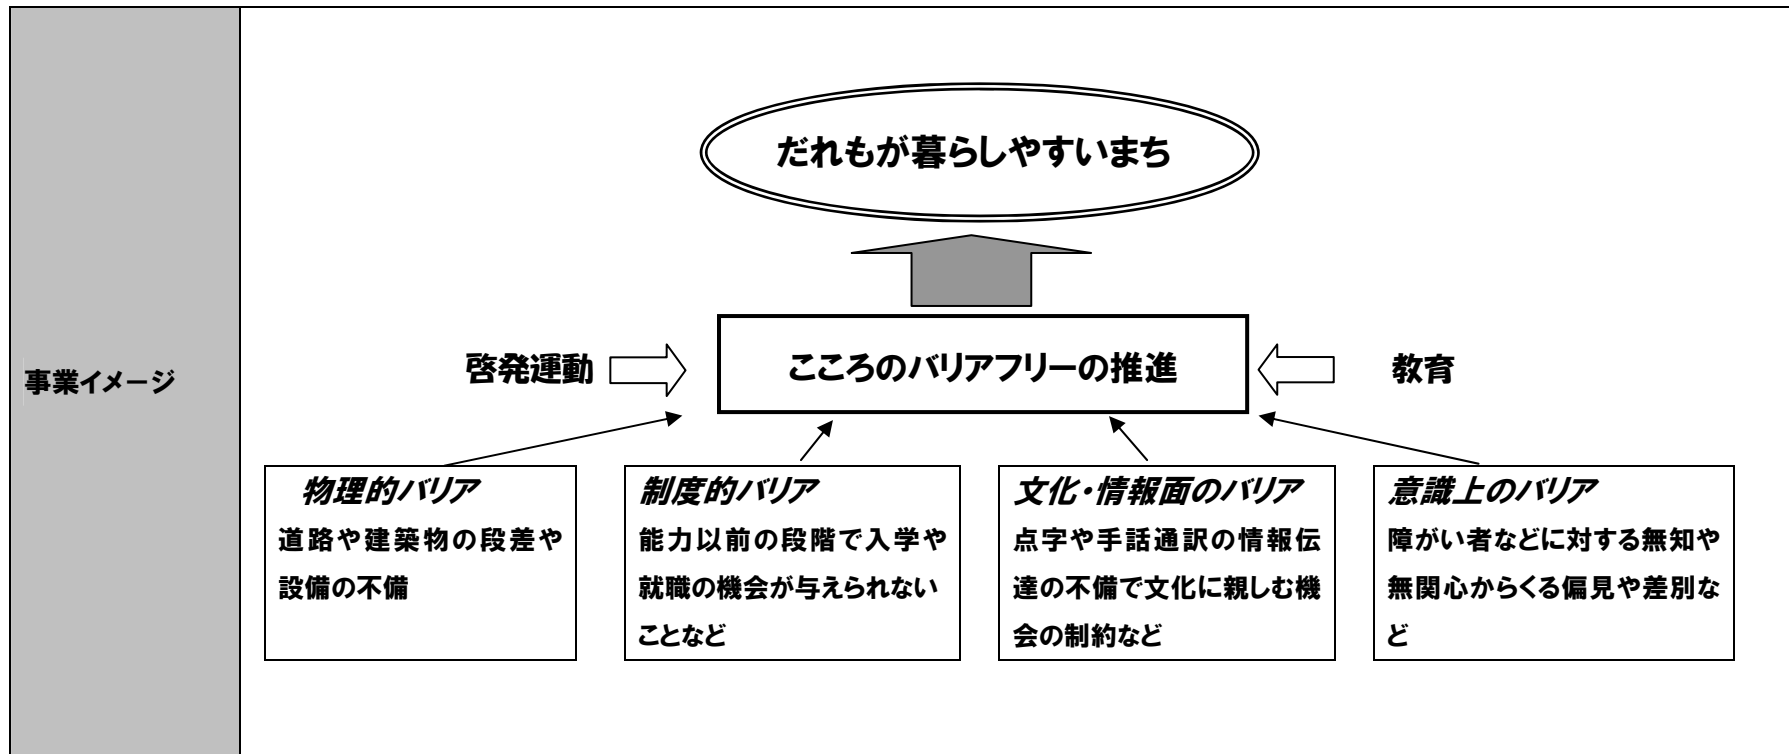 事業イメージ
だれもが暮らしやすいまち
啓発運動
こころのバリアフリーの推進
教育
物理的バリア
道路や建築物の段差や
設備の不備
制度的バリア
能力以前の段階で入学や
就職の機会が与えられない
ことなど
文化・情報面のバリア
点字や手話通訳の情報伝
達の不備で文化に親しむ機
会の制約など
意識上のバリア
障がい者などに対する無知や
無関心からくる偏見や差別な
ど